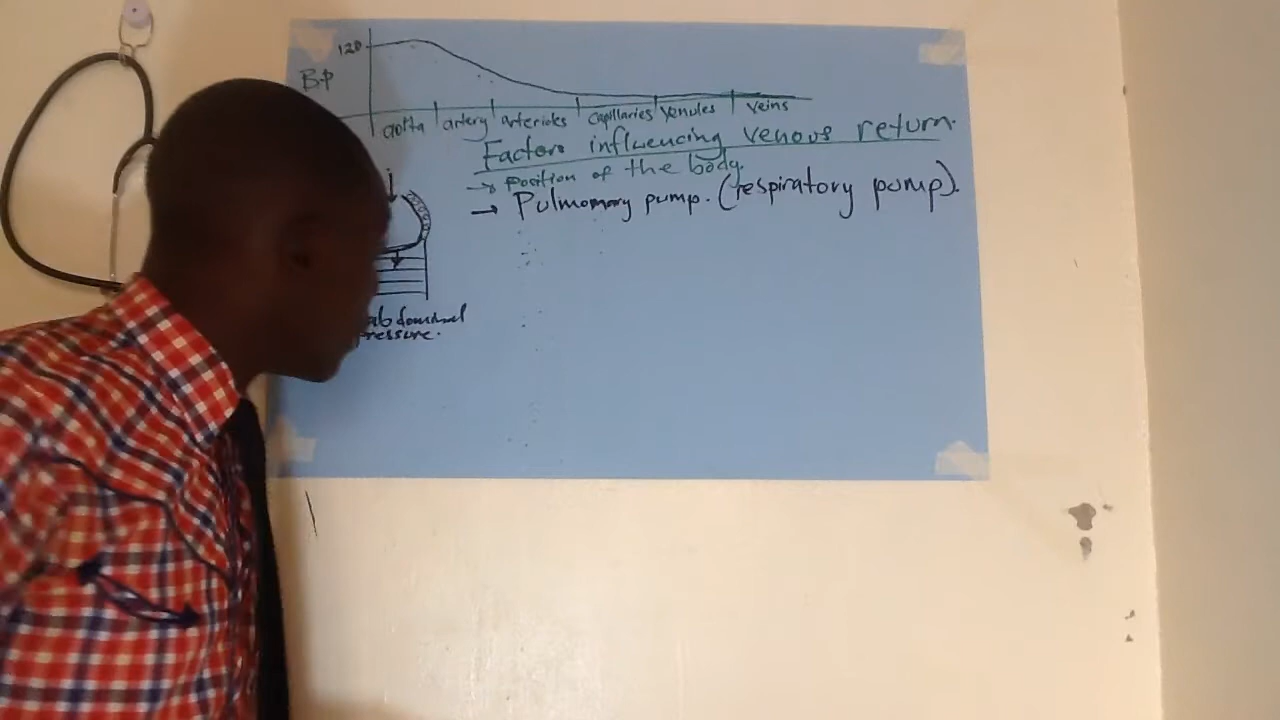 120
BP
aorta artery arterioles capillaries venules veins
Factors influencing venous return.
→ Position of the body.
→ Pulmonary pump. (respiratory pump).
abdominal
pressure.